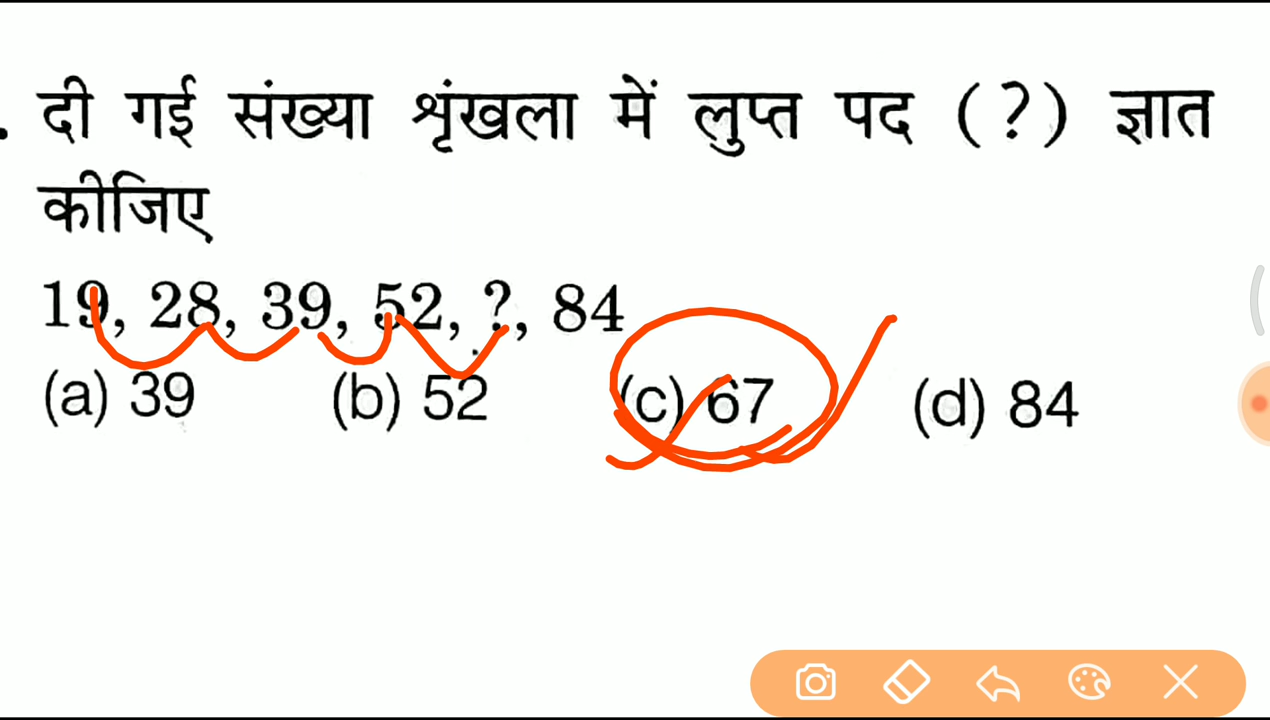 . दी गई संख्या शृंखला में लुप्त पद (?) ज्ञात
कीजिए
19, 28, 39, 52, ?, 84
(a) 39 (b) 52 (c) 67 (d) 84